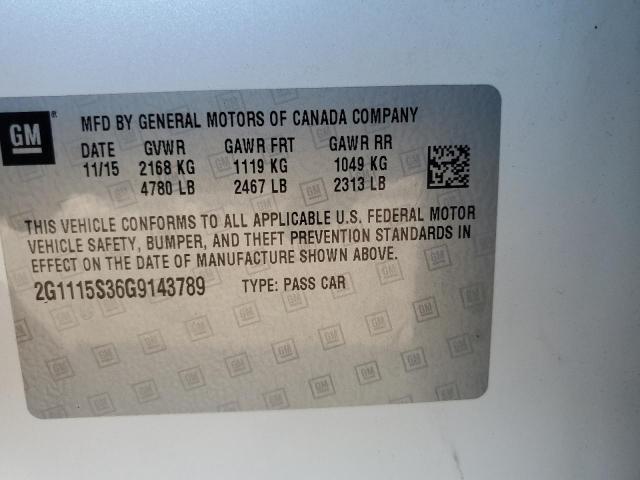 GM ® MFD BY GENERAL MOTORS OF CANADA COMPANY
DATE GVWR GAWR FRT GAWR RR
11/15 2168 KG 1119 KG 1049 KG
4780 LB 2467 LB 2313 LB
THIS VEHICLE CONFORMS TO ALL APPLICABLE U.S. FEDERAL MOTOR
VEHICLE SAFETY, BUMPER, AND THEFT PREVENTION STANDARDS IN
EFFECT ON THE DATE OF MANUFACTURE SHOWN ABOVE.
2G1115S36G9143789 TYPE: PASS CAR